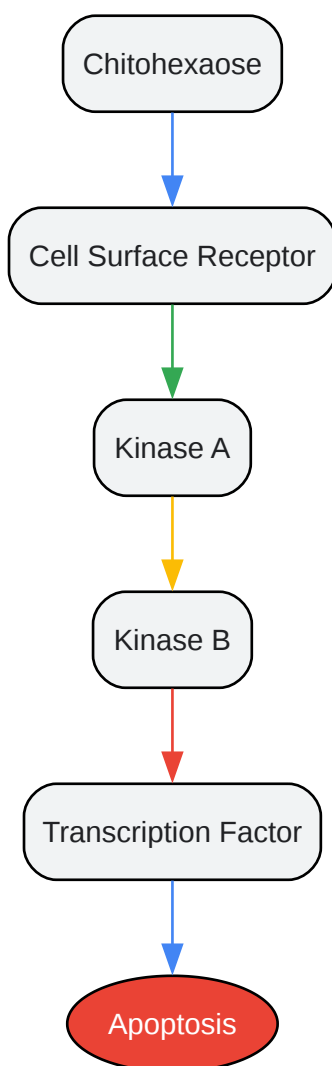 Chitohexaose
Cell Surface Receptor
Kinase A
Kinase B
Transcription Factor
Apoptosis